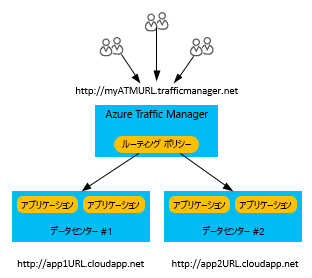 http://myATMURL.trafficmanager.net
Azure Traffic Manager
ルーティング ポリシー
アプリケーション アプリケーション
データセンター #1
アプリケーション アプリケーション
データセンター #2
http://app1URL.cloudapp.net
http://app2URL.cloudapp.net